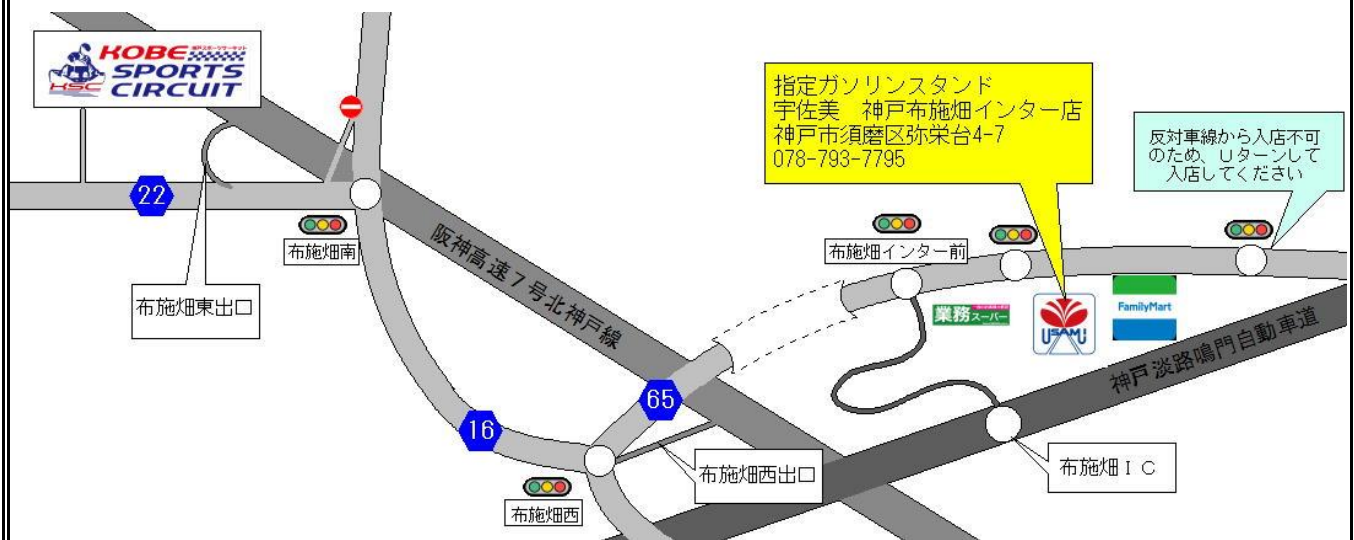 KOBE
SPORTS
CIRCUIT
HSC
指定ガソリンスタンド
宇佐美 神戸布施畑インター店
神戸市須磨区弥栄台4-7
078-793-7795
反対車線から入店不可
のため、Uターンして
入店してください
22
布施畑南
阪神高速7号北神戸線
布施畑インター前
布施畑東出口
業務スーパー
USAMI
FamilyMart
神戸淡路鳴門自動車道
65
16
布施畑西出口
布施畑IC
布施畑西